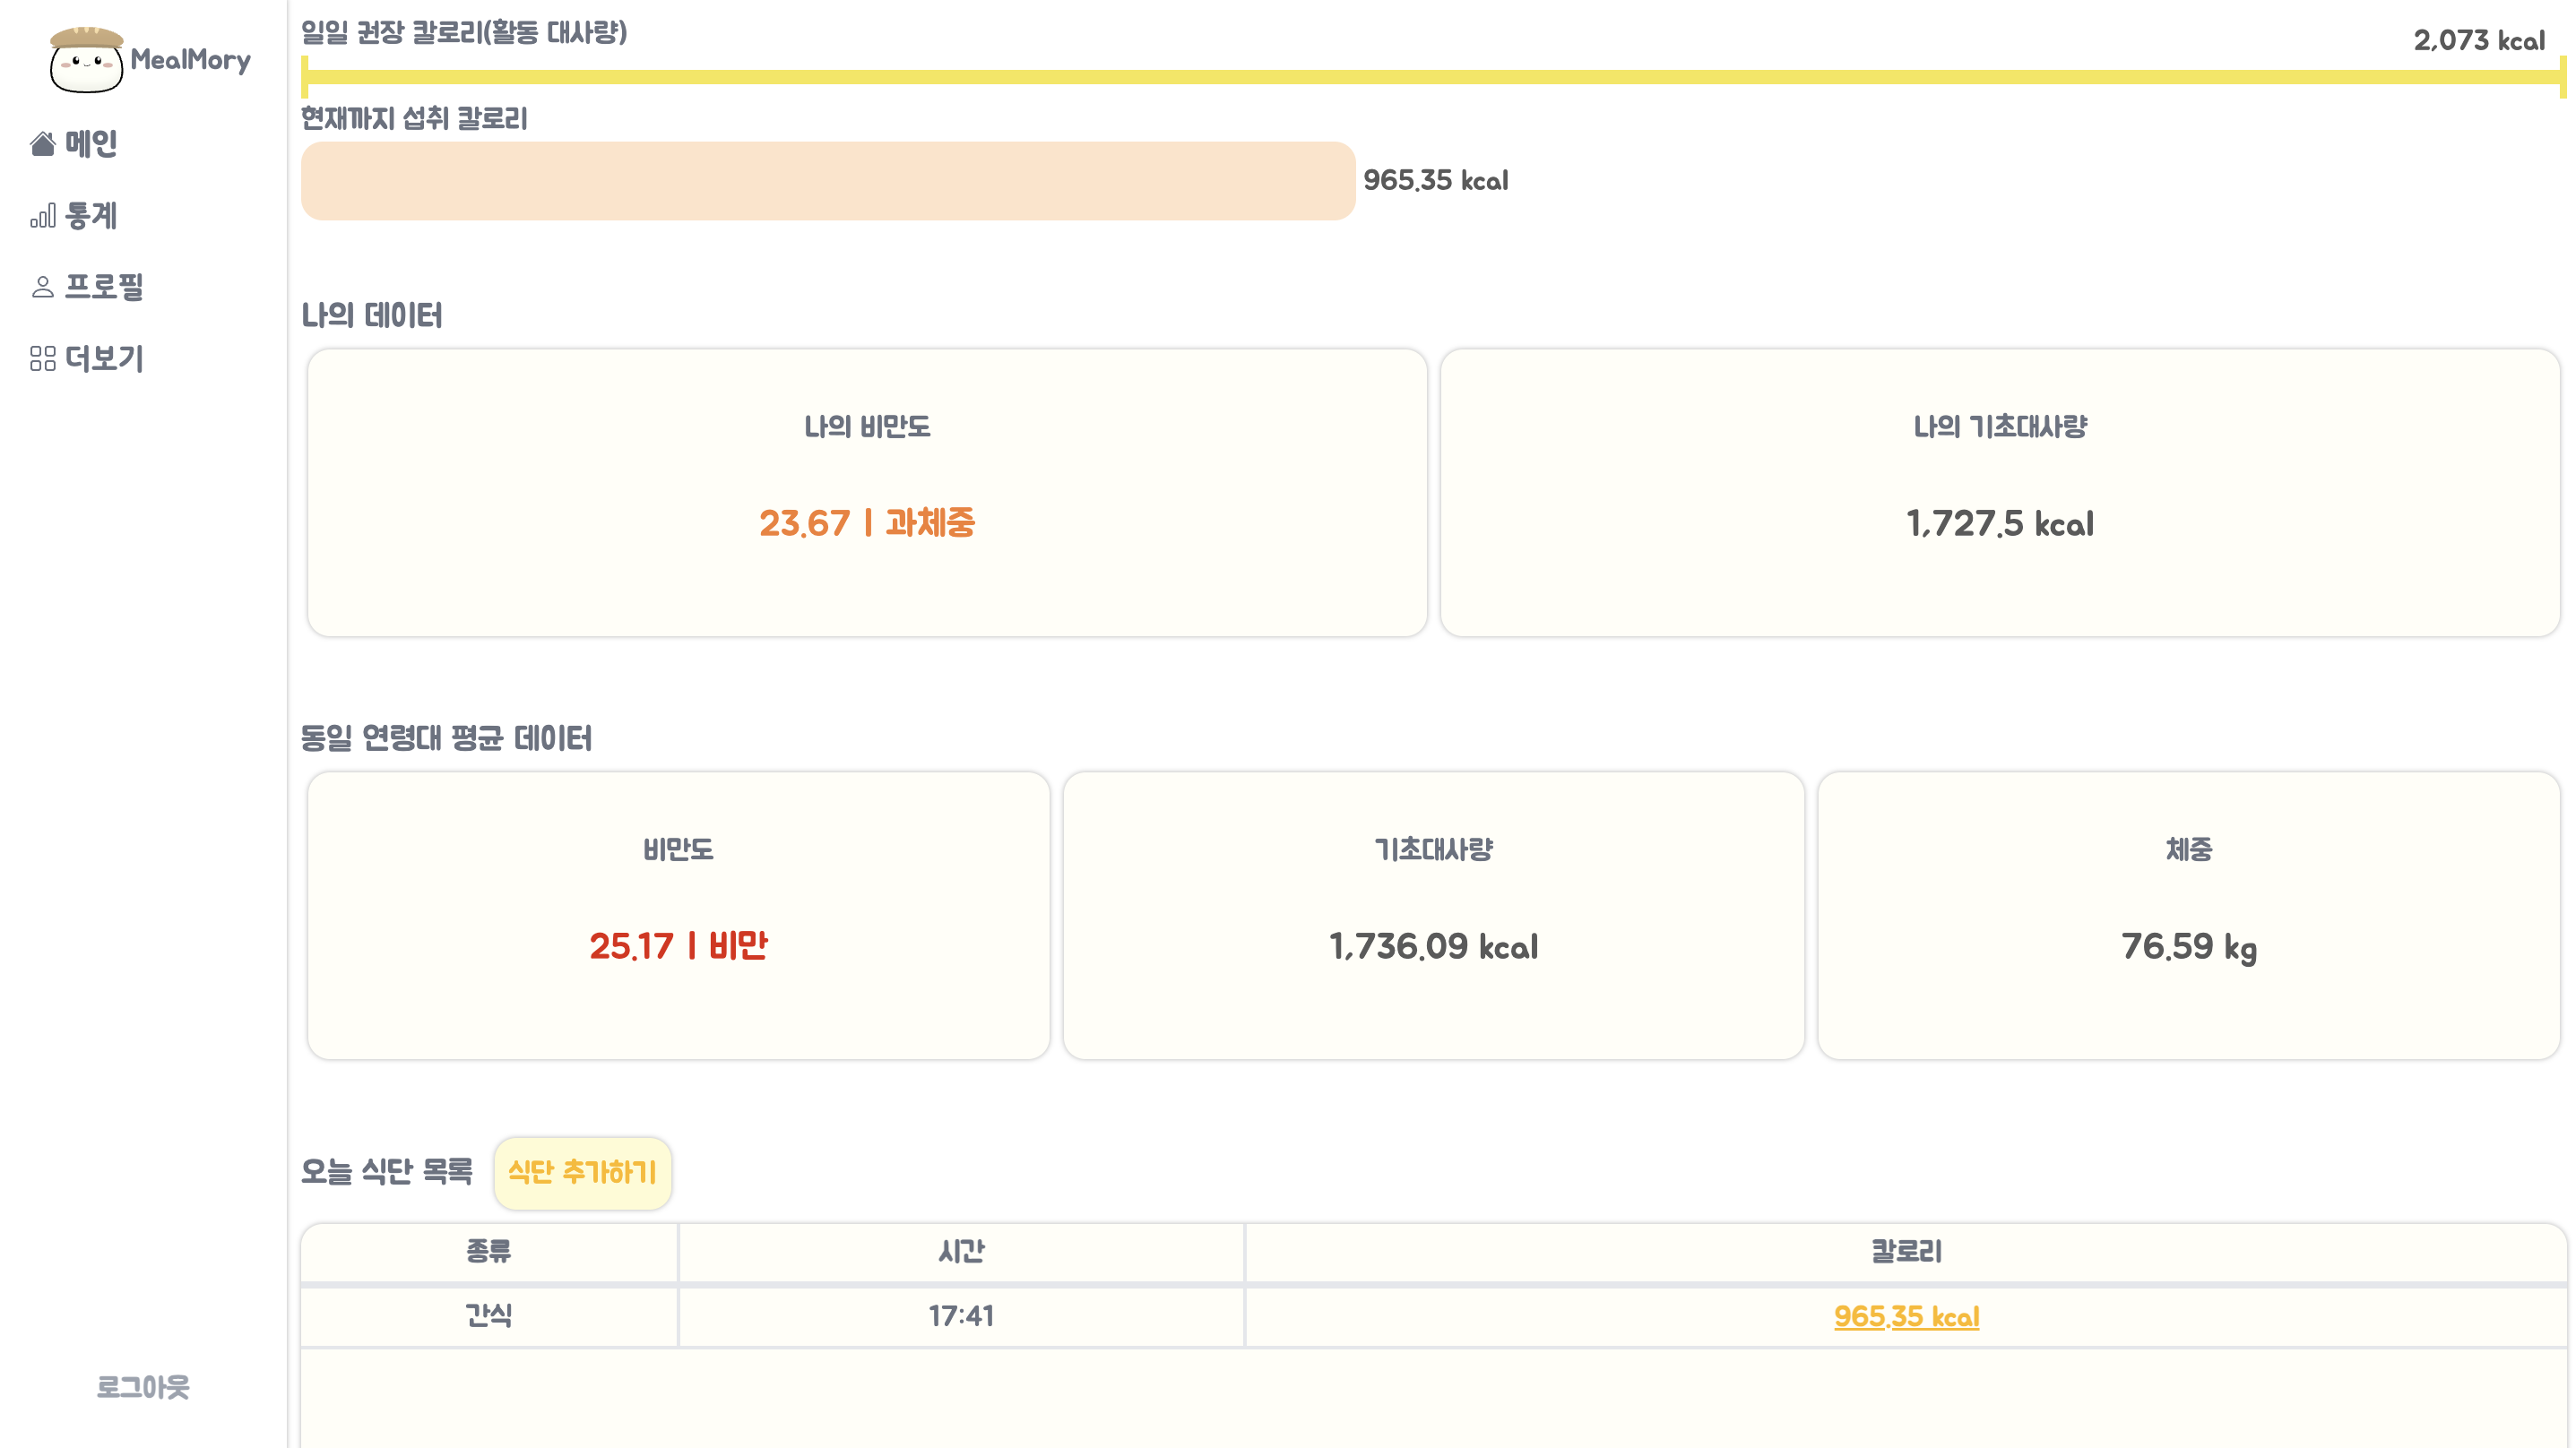 MealMory
메인
통계
프로필
더보기
로그아웃
일일 권장 칼로리(활동 대사량)
2,073 kcal
현재까지 섭취 칼로리
965.35 kcal
나의 데이터
나의 비만도
23.67 | 과체중
나의 기초대사량
1,727.5 kcal
동일 연령대 평균 데이터
비만도
25.17 | 비만
기초대사량
1,736.09 kcal
체중
76.59 kg
오늘 식단 목록 식단 추가하기
종류 시간 칼로리
간식 17:41 965.35 kcal